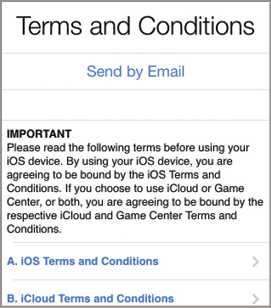 Terms and Conditions
Send by Email
IMPORTANT
Please read the following terms before using your
iOS device. By using your iOS device, you are
agreeing to be bound by the iOS Terms and
Conditions. If you choose to use iCloud or Game
Center, or both, you are agreeing to be bound by the
respective iCloud and Game Center Terms and
Conditions.
A. iOS Terms and Conditions
B. iCloud Terms and Conditions